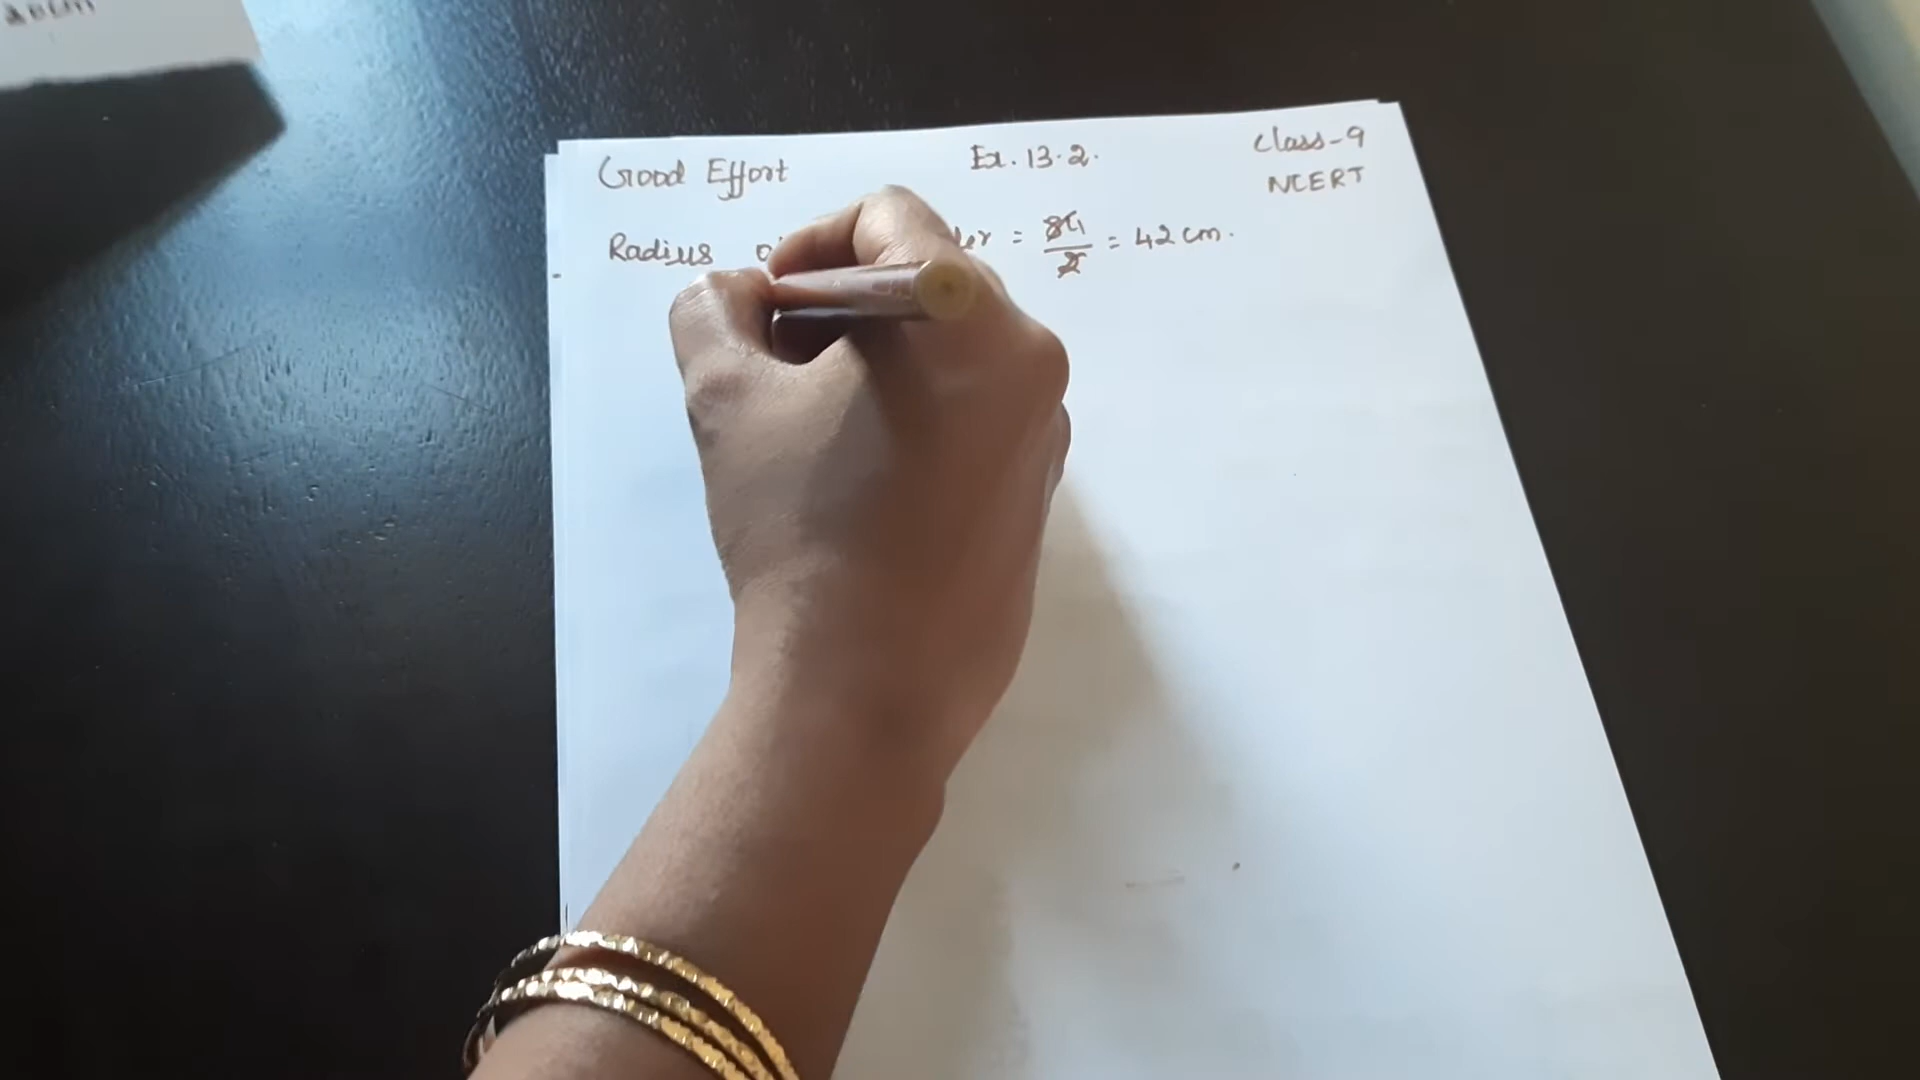 Good Effort Ex. 13.2. Class-9
NCERT
Radius = 84/2 = 42 cm.